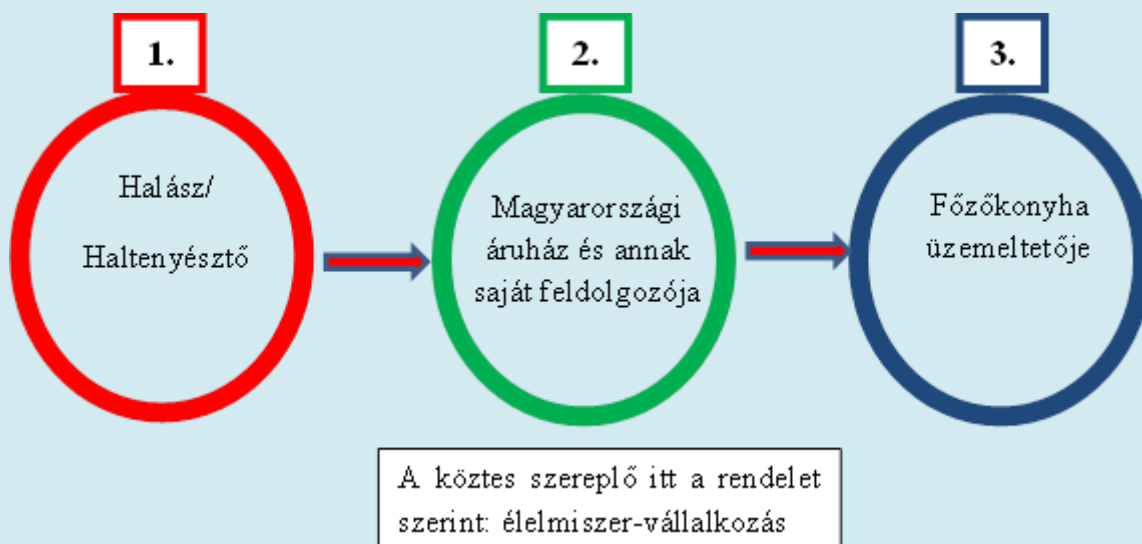 1.
Halász/
Haltenyésztő
2.
Magyarországi
áruház és annak
saját feldolgozója
3.
Főzőkonyha
üzemeltetője
A köztes szereplő itt a rendelet
szerint: élelmiszer-vállalkozás